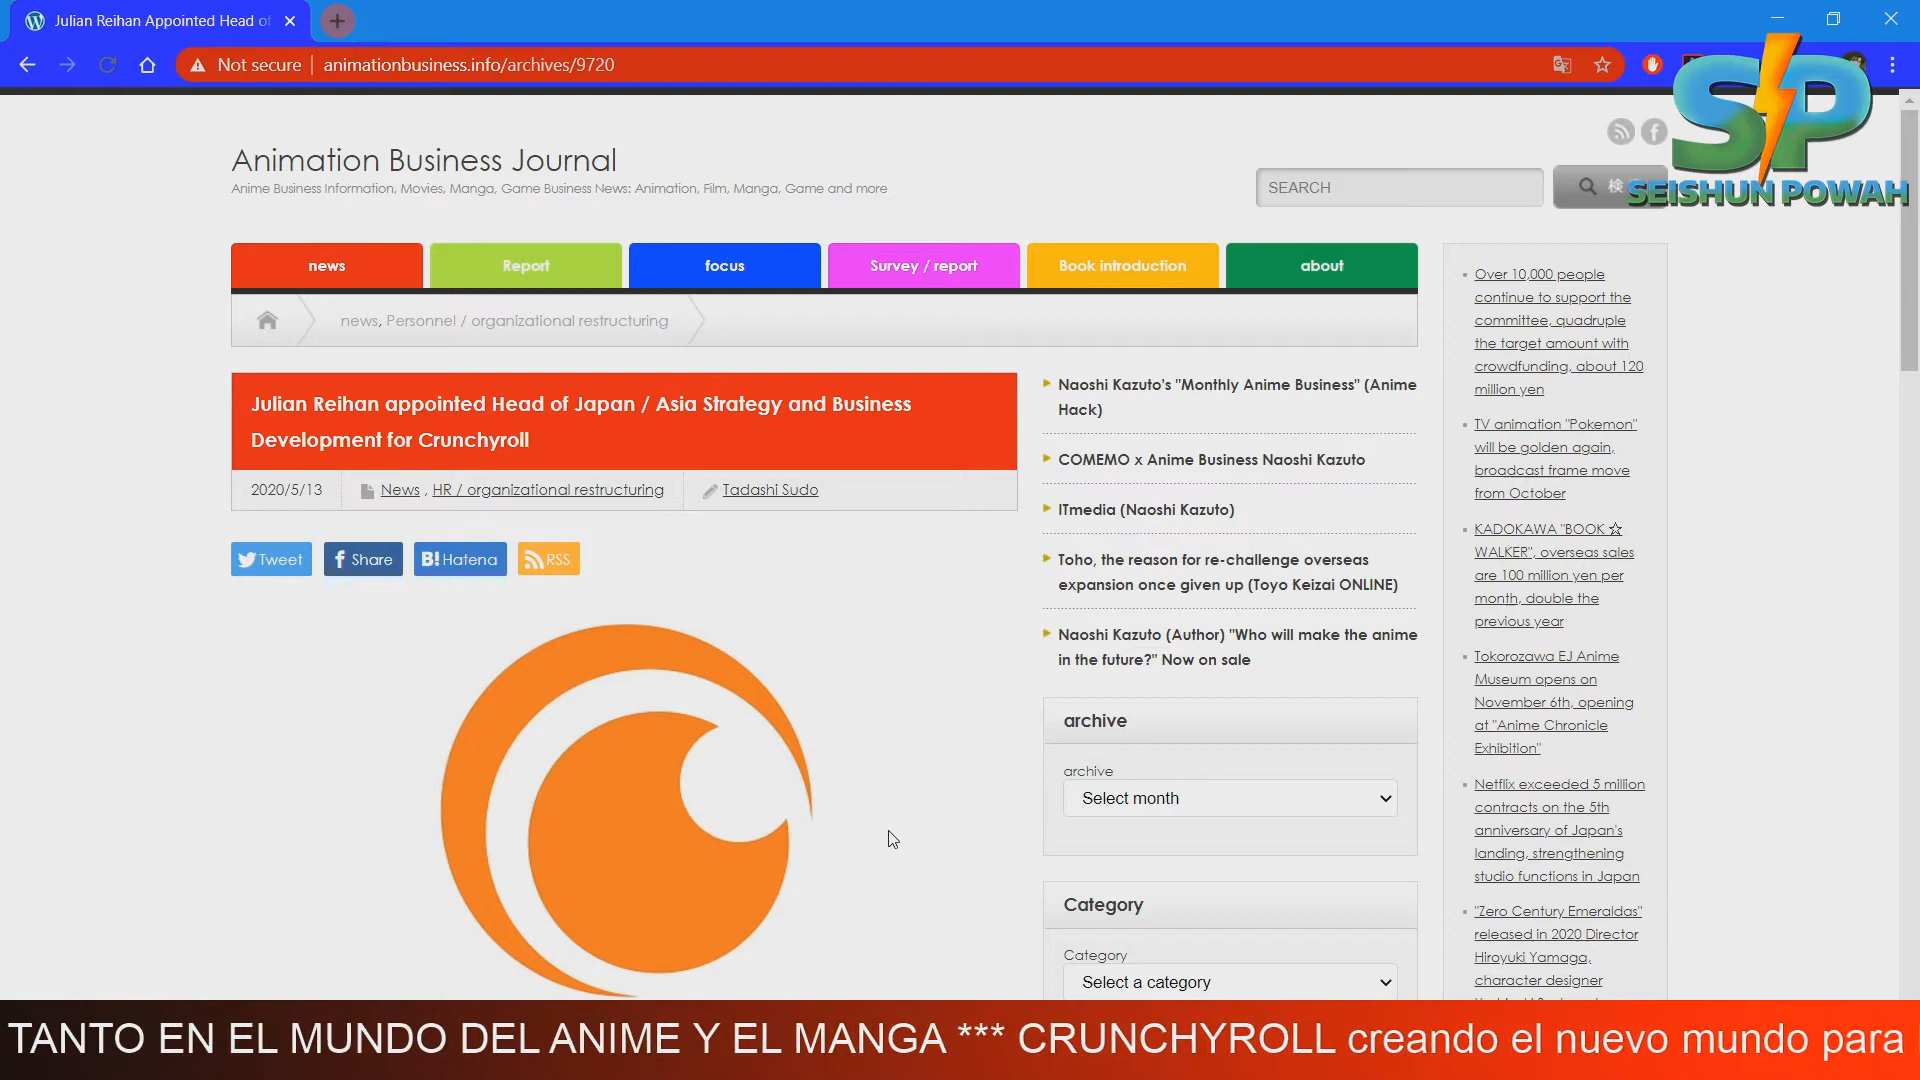 Julian Reihan Appointed Head of
Not secure
animationbusiness.info/archives/9720
SP
SEISHUN POWAH
Animation Business Journal
Anime Business Information, Movies, Manga, Game Business News: Animation, Film, Manga, Game and more
SEARCH
検
news
Report
focus
Survey / report
Book introduction
about
news, Personnel / organizational restructuring
Julian Reihan appointed Head of Japan / Asia Strategy and Business
Development for Crunchyroll
2020/5/13
News , HR / organizational restructuring
Tadashi Sudo
Tweet
Share
B! Hatena
RSS
Naoshi Kazuto's "Monthly Anime Business" (Anime
Hack)
COMEMO x Anime Business Naoshi Kazuto
ITmedia (Naoshi Kazuto)
Toho, the reason for re-challenge overseas
expansion once given up (Toyo Keizai ONLINE)
Naoshi Kazuto (Author) "Who will make the anime
in the future?" Now on sale
archive
archive
Select month
Category
Category
Select a category
Over 10,000 people
continue to support the
committee, quadruple
the target amount with
crowdfunding, about 120
million yen
TV animation "Pokemon"
will be golden again,
broadcast frame move
from October
KADOKAWA "BOOK ☆
WALKER", overseas sales
are 100 million yen per
month, double the
previous year
Tokorozawa EJ Anime
Museum opens on
November 6th, opening
at "Anime Chronicle
Exhibition"
Netflix exceeded 5 million
contracts on the 5th
anniversary of Japan's
landing, strengthening
studio functions in Japan
"Zero Century Emeraldas"
released in 2020 Director
Hiroyuki Yamaga,
character designer
TANTO EN EL MUNDO DEL ANIME Y EL MANGA *** CRUNCHYROLL creando el nuevo mundo para